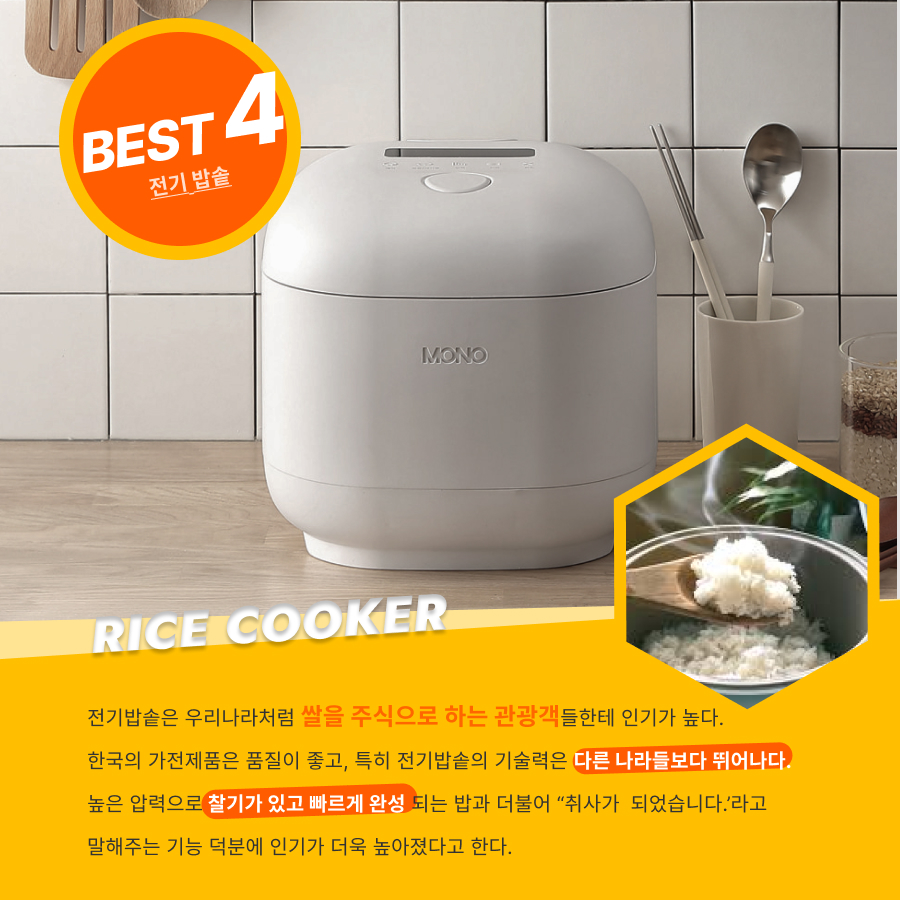 BEST 4
전기 밥솥
MONO
RICE COOKER
전기밥솥은 우리나라처럼 쌀을 주식으로 하는 관광객들한테 인기가 높다.
한국의 가전제품은 품질이 좋고, 특히 전기밥솥의 기술력은 다른 나라들보다 뛰어나다.
높은 압력으로 찰기가 있고 빠르게 완성 되는 밥과 더불어 “취사가 되었습니다.’라고
말해주는 기능 덕분에 인기가 더욱 높아졌다고 한다.